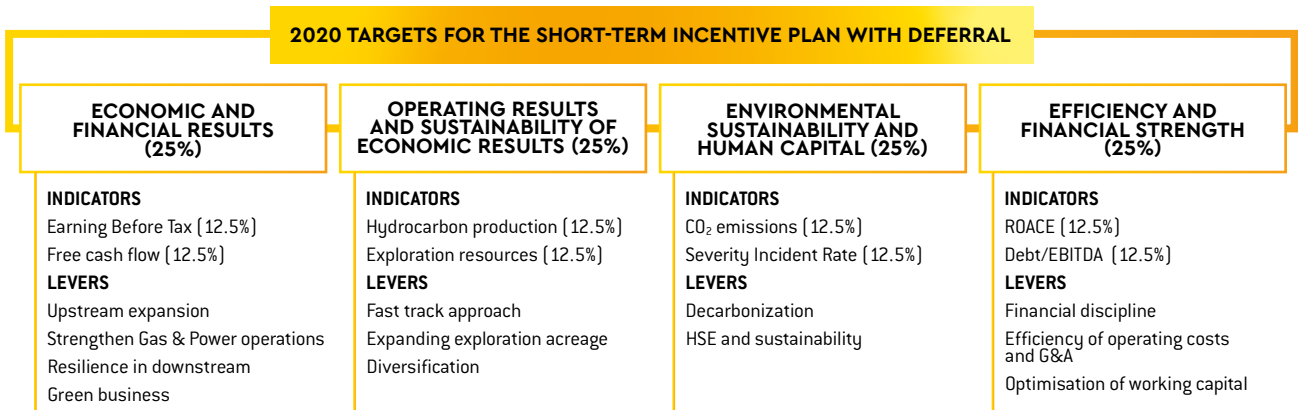 2020 TARGETS FOR THE SHORT-TERM INCENTIVE PLAN WITH DEFERRAL
ECONOMIC AND
FINANCIAL RESULTS
(25%)
INDICATORS
Earning Before Tax (12.5%)
Free cash flow (12.5%)
LEVERS
Upstream expansion
Strengthen Gas & Power operations
Resilience in downstream
Green business
OPERATING RESULTS
AND SUSTAINABILITY OF
ECONOMIC RESULTS (25%)
INDICATORS
Hydrocarbon production (12.5%)
Exploration resources (12.5%)
LEVERS
Fast track approach
Expanding exploration acreage
Diversification
ENVIRONMENTAL
SUSTAINABILITY AND
HUMAN CAPITAL (25%)
INDICATORS
CO₂ emissions (12.5%)
Severity Incident Rate (12.5%)
LEVERS
Decarbonization
HSE and sustainability
EFFICIENCY AND
FINANCIAL STRENGTH
(25%)
INDICATORS
ROACE (12.5%)
Debt/EBITDA (12.5%)
LEVERS
Financial discipline
Efficiency of operating costs
and G&A
Optimisation of working capital